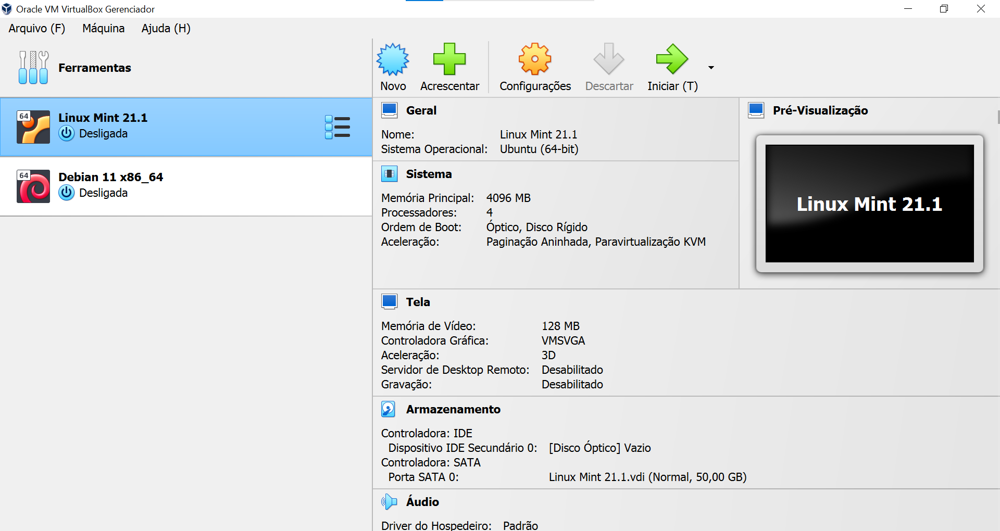 Oracle VM VirtualBox Gerenciador
Arquivo (F) Máquina Ajuda (H)
Ferramentas
64
Linux Mint 21.1
Desligada
64
Debian 11 x86_64
Desligada
Novo Acrescentar Configurações Descartar Iniciar (T)
Geral
Nome: Linux Mint 21.1
Sistema Operacional: Ubuntu (64-bit)
Sistema
Memória Principal: 4096 MB
Processadores: 4
Ordem de Boot: Óptico, Disco Rígido
Aceleração: Paginação Aninhada, Paravirtualização KVM
Pré-Visualização
Linux Mint 21.1
Tela
Memória de Vídeo: 128 MB
Controladora Gráfica: VMSVGA
Aceleração: 3D
Servidor de Desktop Remoto: Desabilitado
Gravação: Desabilitado
Armazenamento
Controladora: IDE
Dispositivo IDE Secundário 0: [Disco Óptico] Vazio
Controladora: SATA
Porta SATA 0: Linux Mint 21.1.vdi (Normal, 50,00 GB)
Áudio
Driver do Hospedeiro: Padrão